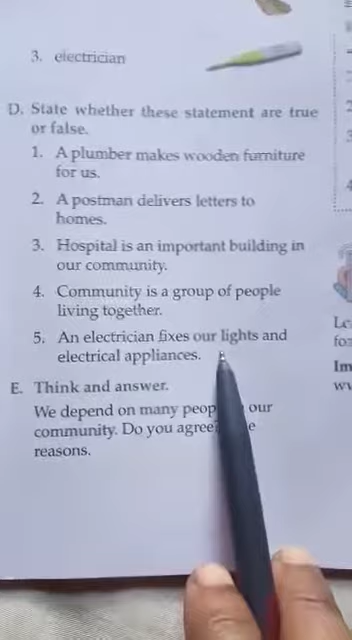 3. electrician
D. State whether these statement are true
or false.
1. A plumber makes wooden furniture
for us.
2. A postman delivers letters to
homes.
3. Hospital is an important building in
our community.
4. Community is a group of people
living together.
5. An electrician fixes our lights and
electrical appliances.
E. Think and answer.
We depend on many our
community. Do you agree
reasons.